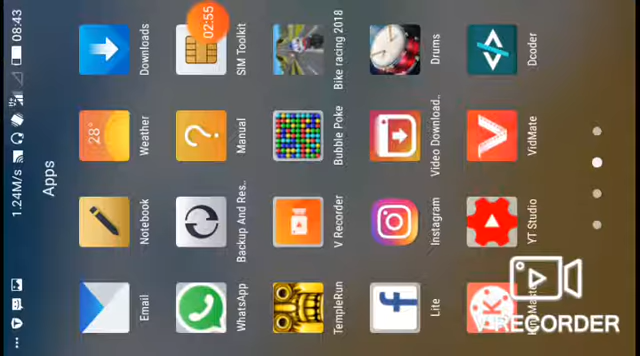 1.24M/s 08:43
Apps
Email Notebook Weather Downloads
28°
WhatsApp Backup And Res.. Manual SIM Toolkit
02:55
TempleRun V Recorder Bubble Poke Bike racing 2018
Lite Instagram Video Download.. Drums
YT Studio VidMate Dcoder
V RECORDER